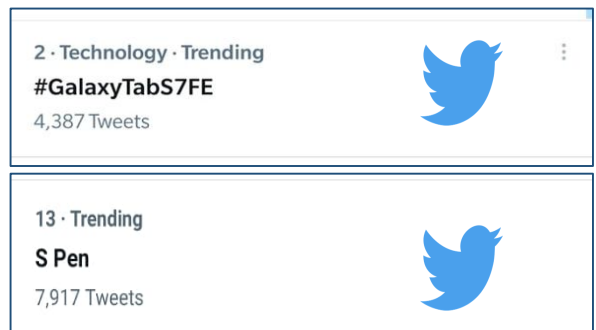 2 · Technology · Trending
#GalaxyTabS7FE
4,387 Tweets
13 · Trending
S Pen
7,917 Tweets